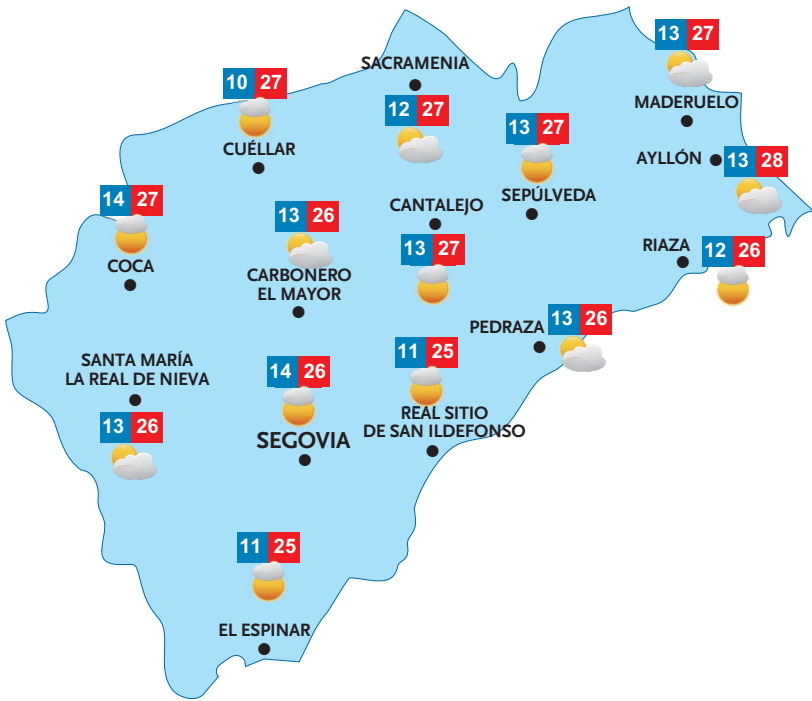 13 27
MADERUELO
SACRAMENIA
12 27
10 27
CUÉLLAR
13 27
SEPÚLVEDA
AYLLÓN
13 28
14 27
COCA
13 26
CARBONERO
EL MAYOR
CANTALEJO
13 27
RIAZA
12 26
PEDRAZA
13 26
SANTA MARÍA
LA REAL DE NIEVA
13 26
14 26
SEGOVIA
11 25
REAL SITIO
DE SAN ILDEFONSO
11 25
EL ESPINAR